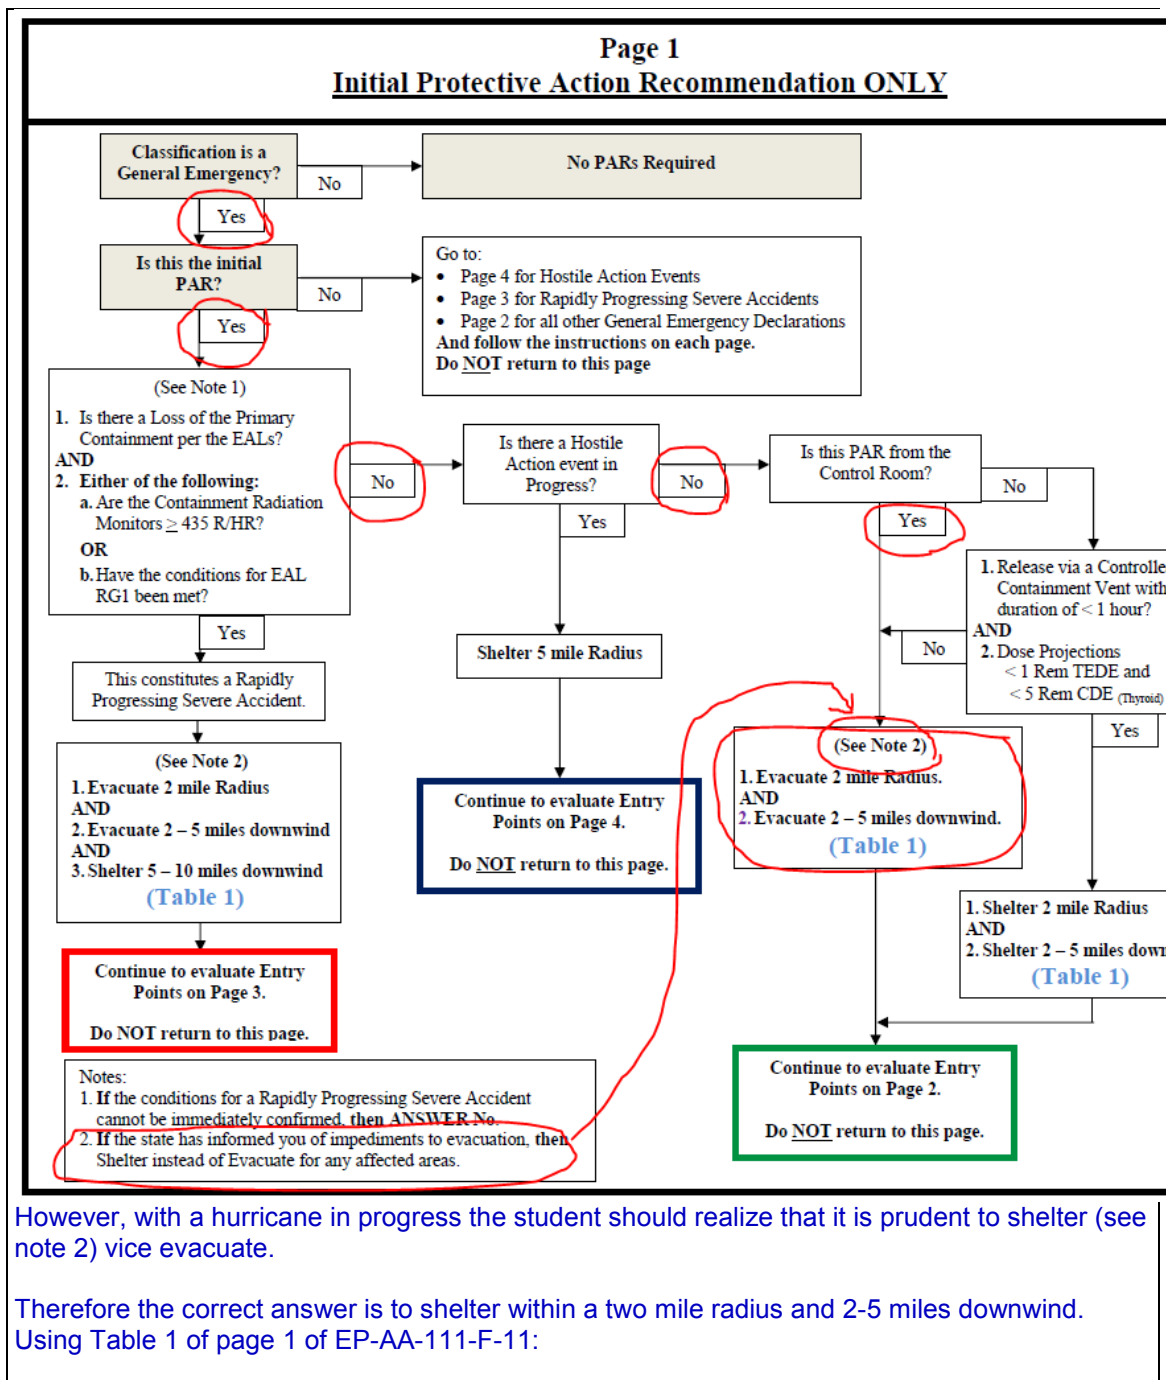 Page 1
Initial Protective Action Recommendation ONLY
Classification is a
General Emergency?
No
No PARs Required
Yes
Is this the initial
PAR?
No
Yes
Go to:
• Page 4 for Hostile Action Events
• Page 3 for Rapidly Progressing Severe Accidents
• Page 2 for all other General Emergency Declarations
And follow the instructions on each page.
Do NOT return to this page
(See Note 1)
1. Is there a Loss of the Primary
Containment per the EALs?
AND
2. Either of the following:
a. Are the Containment Radiation
Monitors ≥ 435 R/HR?
OR
b. Have the conditions for EAL
RG1 been met?
No
Yes
Is there a Hostile
Action event in
Progress?
No
Yes
Is this PAR from the
Control Room?
No
Yes
1. Release via a Controlle
Containment Vent with
duration of < 1 hour?
AND
2. Dose Projections
< 1 Rem TEDE and
< 5 Rem CDE (Thyroid)
No
Yes
This constitutes a Rapidly
Progressing Severe Accident.
Shelter 5 mile Radius
(See Note 2)
1. Evacuate 2 mile Radius
AND
2. Evacuate 2 – 5 miles downwind
AND
3. Shelter 5 – 10 miles downwind
(Table 1)
Continue to evaluate Entry
Points on Page 4.
Do NOT return to this page.
(See Note 2)
1. Evacuate 2 mile Radius.
AND
2. Evacuate 2 – 5 miles downwind.
(Table 1)
1. Shelter 2 mile Radius
AND
2. Shelter 2 – 5 miles down
(Table 1)
Continue to evaluate Entry
Points on Page 3.
Do NOT return to this page.
Continue to evaluate Entry
Points on Page 2.
Do NOT return to this page.
Notes:
1. If the conditions for a Rapidly Progressing Severe Accident
cannot be immediately confirmed, then ANSWER No.
2. If the state has informed you of impediments to evacuation, then
Shelter instead of Evacuate for any affected areas.
However, with a hurricane in progress the student should realize that it is prudent to shelter (see
note 2) vice evacuate.
Therefore the correct answer is to shelter within a two mile radius and 2-5 miles downwind.
Using Table 1 of page 1 of EP-AA-111-F-11: